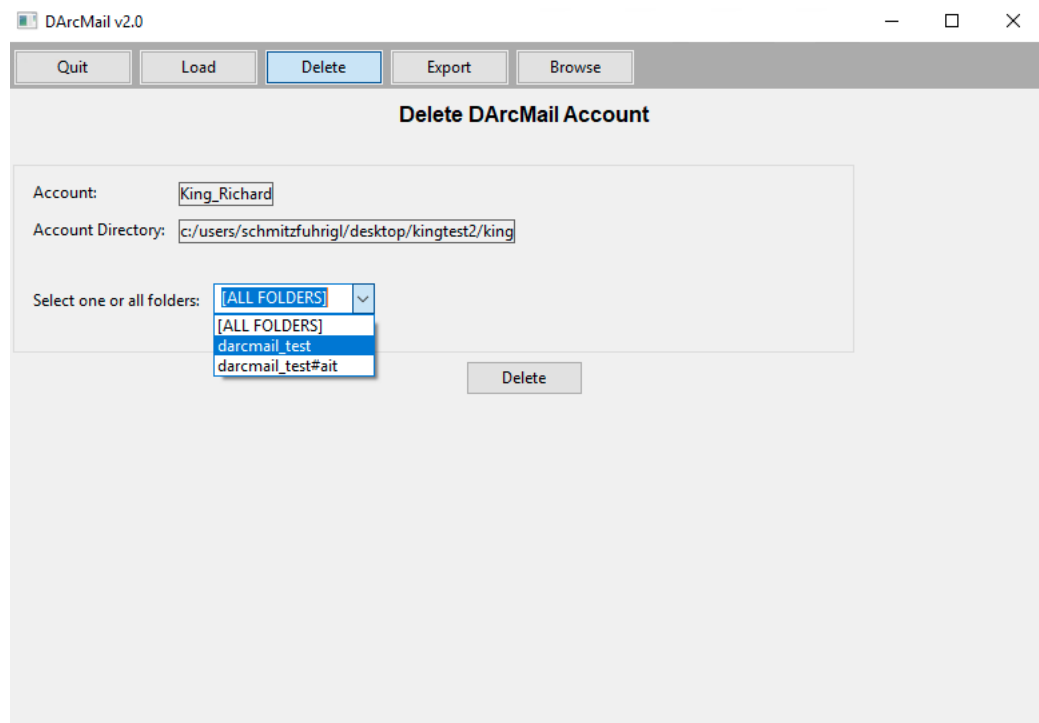 DArcMail v2.0
Quit Load Delete Export Browse
Delete DArcMail Account
Account: King_Richard
Account Directory: c:/users/schmitzfuhrigl/desktop/kingtest2/king
Select one or all folders: [ALL FOLDERS]
[ALL FOLDERS]
darcmail_test
darcmail_test#ait
Delete